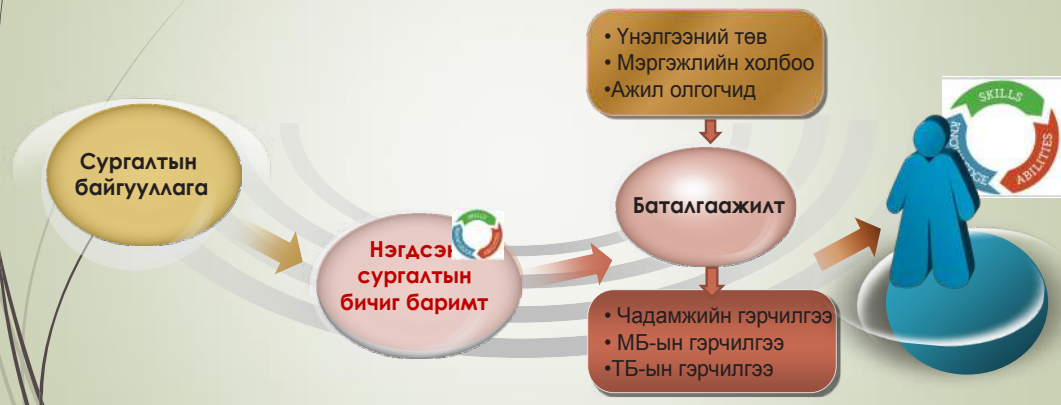 • Үнэлгээний төв
• Мэргэжлийн холбоо
•Ажил олгогчид
SKILLS
ABILITIES
Сургалтын
байгууллага
Баталгаажилт
сургалтын
бичиг баримт
• Чадамжийн гэрчилгээ
• МБ-ын гэрчилгээ
•ТБ-ын гэрчилгээ